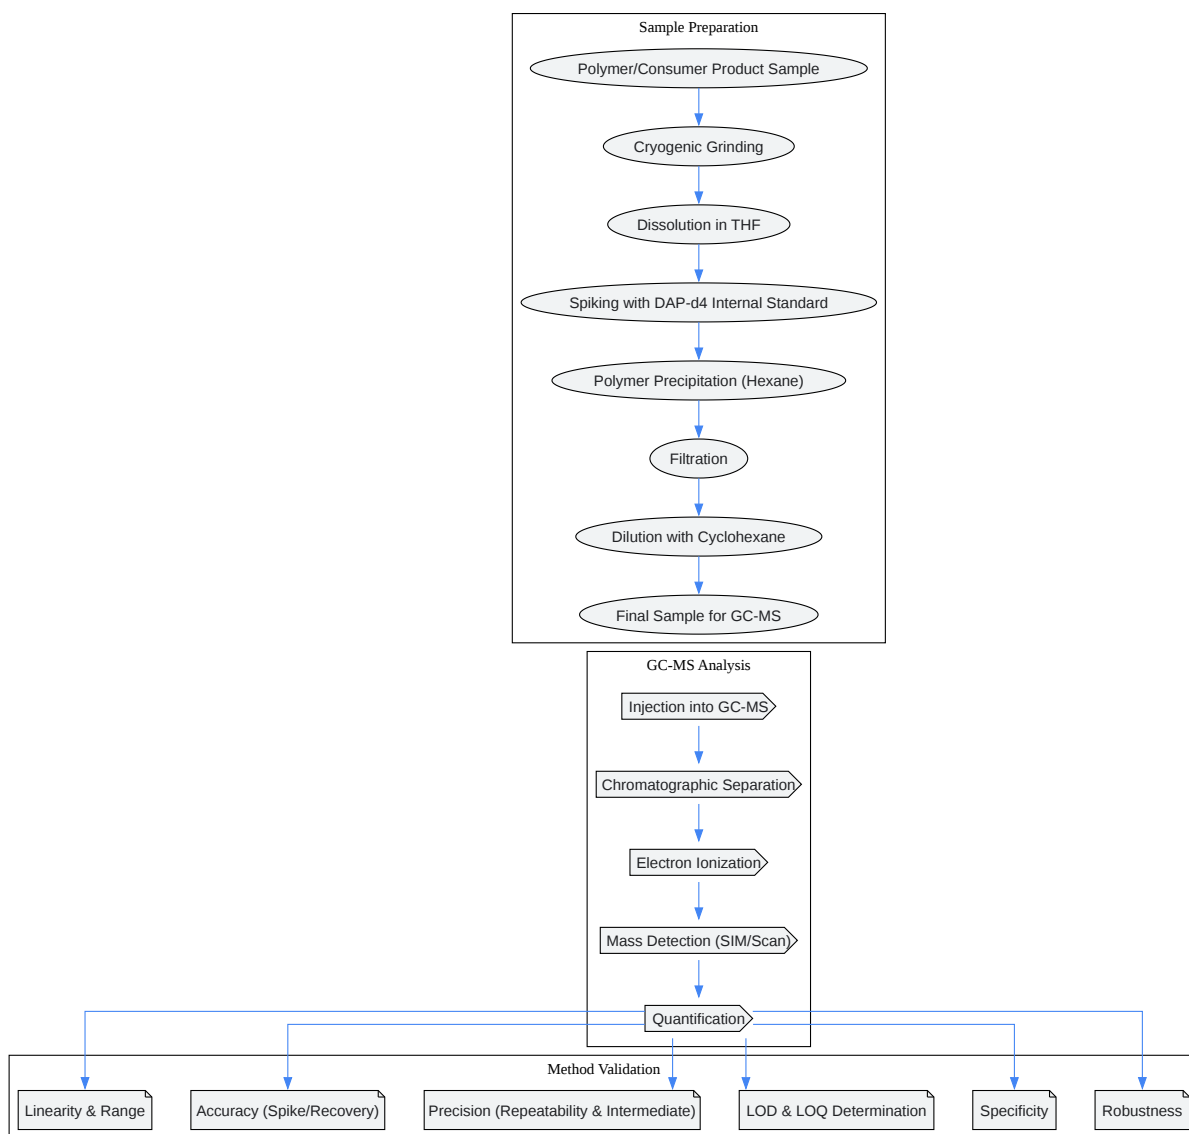 Sample Preparation
Polymer/Consumer Product Sample
Cryogenic Grinding
Dissolution in THF
Spiking with DAP-d4 Internal Standard
Polymer Precipitation (Hexane)
Filtration
Dilution with Cyclohexane
Final Sample for GC-MS
GC-MS Analysis
Injection into GC-MS
Chromatographic Separation
Electron Ionization
Mass Detection (SIM/Scan)
Quantification
Method Validation
Linearity & Range
Accuracy (Spike/Recovery)
Precision (Repeatability & Intermediate)
LOD & LOQ Determination
Specificity
Robustness